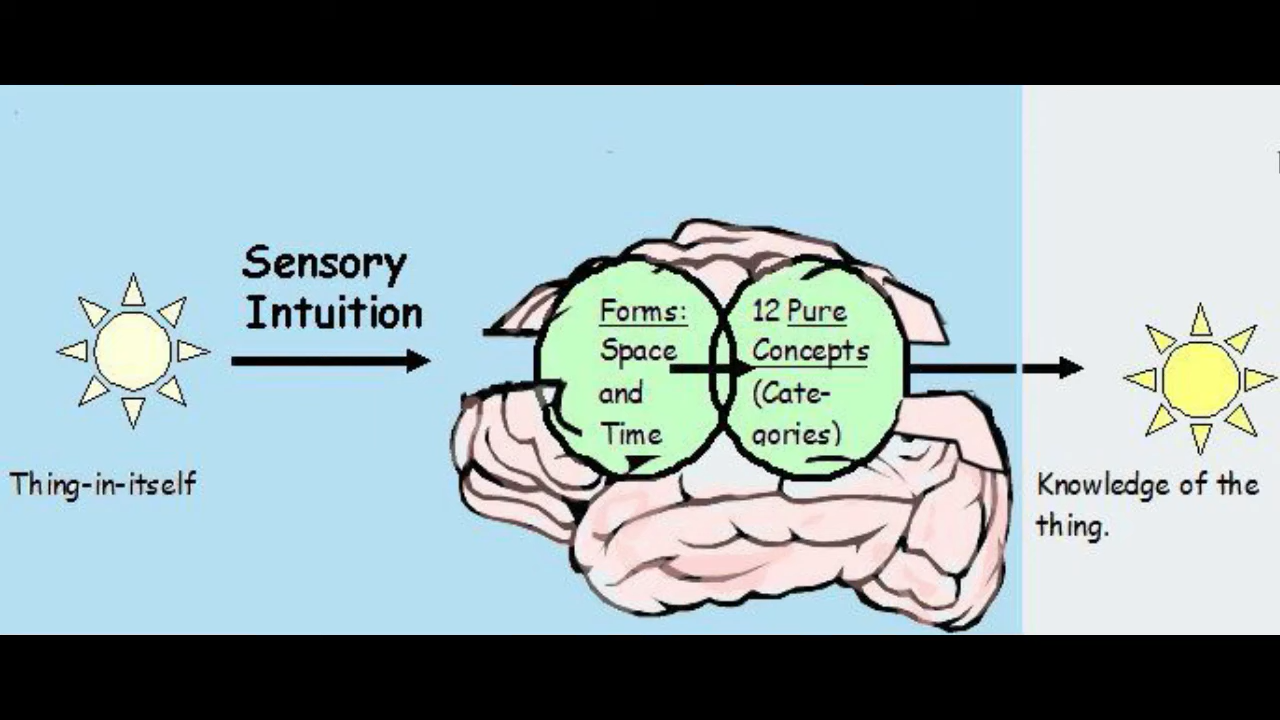 Sensory
Intuition
Thing-in-itself
Forms:
Space
and
Time
12 Pure
Concepts
(Cate-
gories)
Knowledge of the
thing.